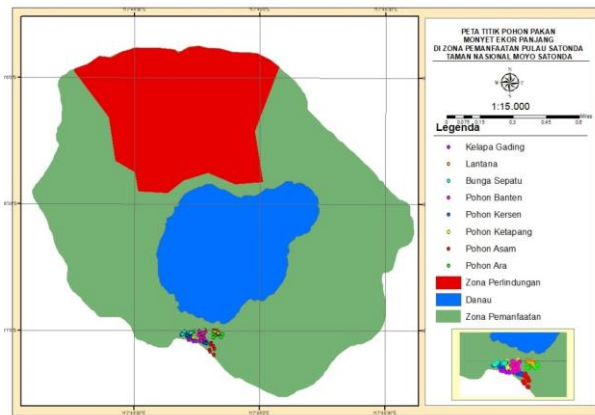 PETA TITIK POHON PAKAN
MONYET EKOR PANJANG
DI ZONA PEMANFAATAN PULAU SATONDA
TAMAN NASIONAL MOYO SATONDA
1:15.000
Legenda
Kelapa Gading
Lantana
Bunga Sepatu
Pohon Banten
Pohon Kersen
Pohon Ketapang
Pohon Asam
Pohon Ara
Zona Perlindungan
Danau
Zona Pemanfaatan